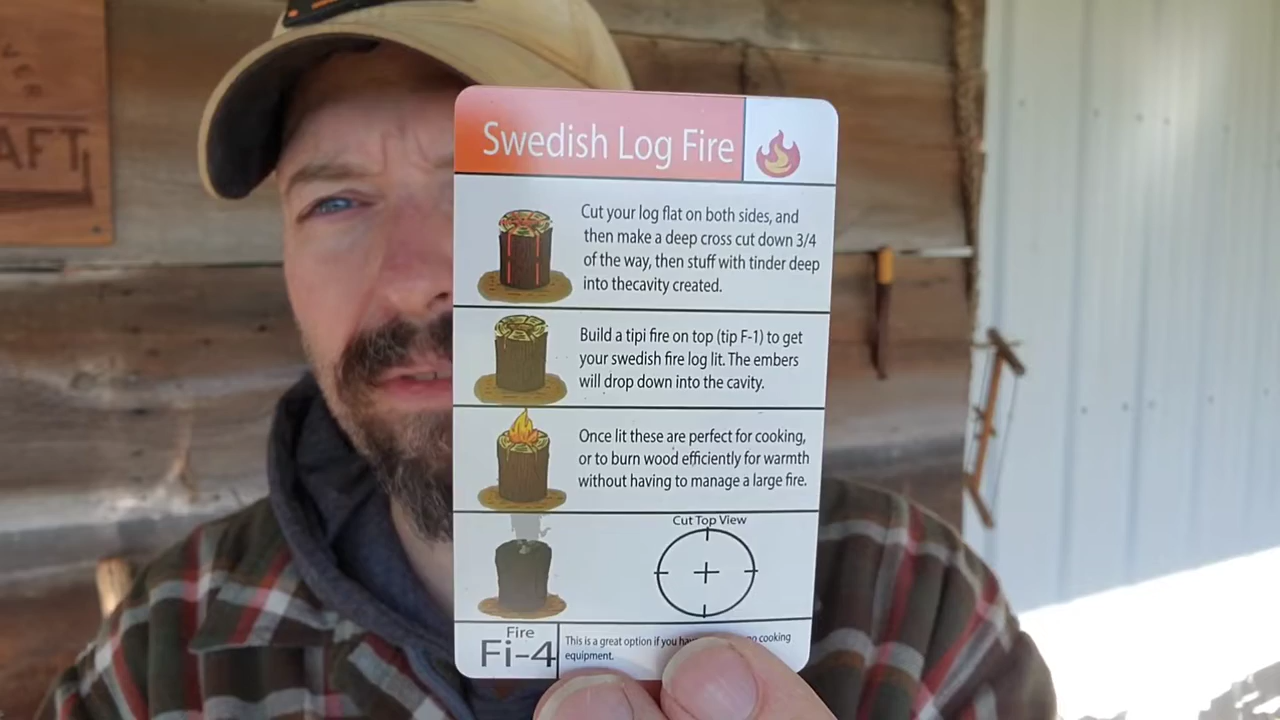 AFT
Swedish Log Fire
Cut your log flat on both sides, and
then make a deep cross cut down 3/4
of the way, then stuff with tinder deep
into thecavity created.
Build a tipi fire on top (tip F-1) to get
your swedish fire log lit. The embers
will drop down into the cavity.
Once lit these are perfect for cooking,
or to burn wood efficiently for warmth
without having to manage a large fire.
Cut Top View
Fire
Fi-4
This is a great option if you cooking
equipment.